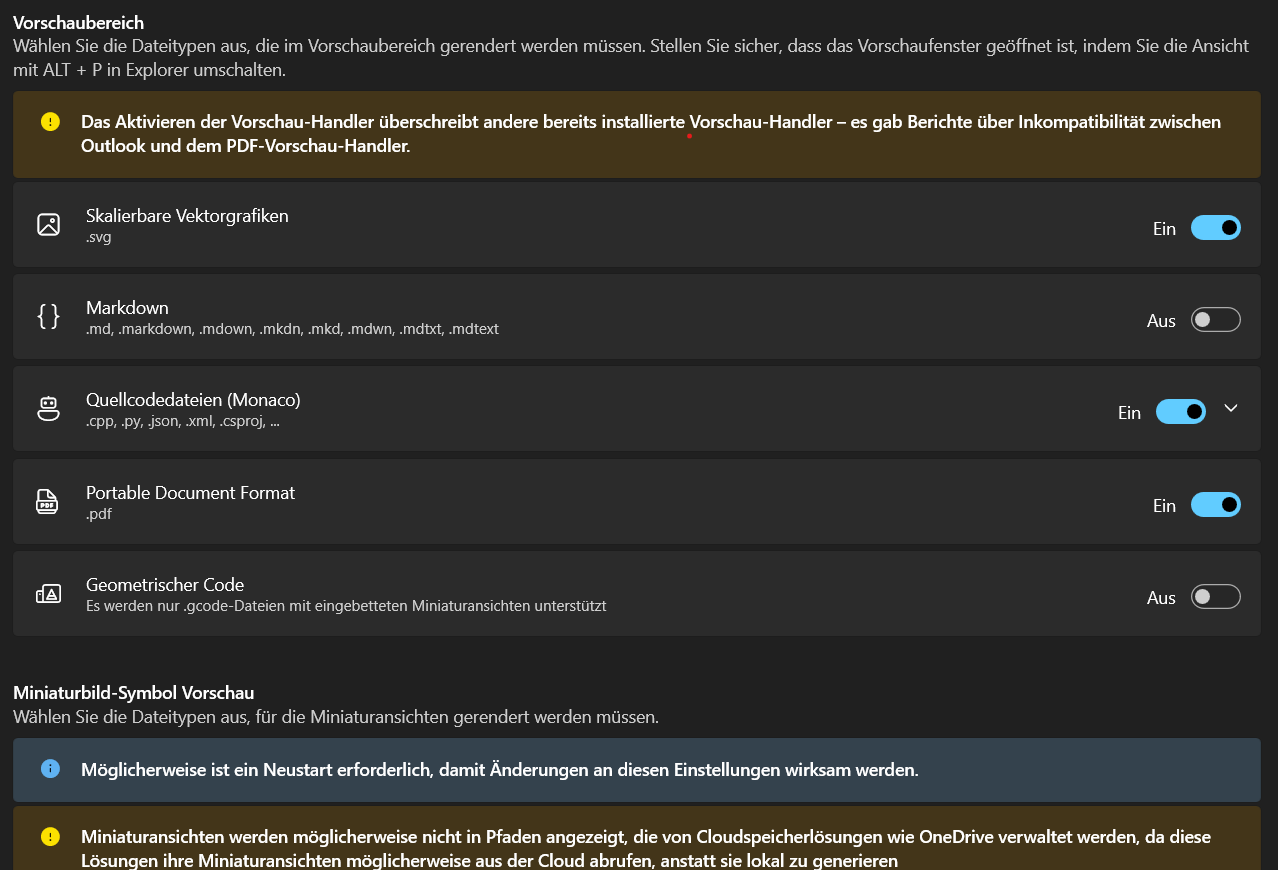 Vorschaubereich
Wählen Sie die Dateitypen aus, die im Vorschaubereich gerendert werden müssen. Stellen Sie sicher, dass das Vorschaufenster geöffnet ist, indem Sie die Ansicht
mit ALT + P in Explorer umschalten.
Das Aktivieren der Vorschau-Handler überschreibt andere bereits installierte Vorschau-Handler – es gab Berichte über Inkompatibilität zwischen
Outlook und dem PDF-Vorschau-Handler.
Skalierbare Vektorgrafiken
.svg
Ein
Markdown
.md, .markdown, .mdown, .mkdn, .mkd, .mdwn, .mdtxt, .mdtext
Aus
Quellcodedateien (Monaco)
.cpp, .py, .json, .xml, .csproj, ...
Ein
PDF
Portable Document Format
.pdf
Ein
Geometrischer Code
Es werden nur .gcode-Dateien mit eingebetteten Miniaturansichten unterstützt
Aus
Miniaturbild-Symbol Vorschau
Wählen Sie die Dateitypen aus, für die Miniaturansichten gerendert werden müssen.
Möglicherweise ist ein Neustart erforderlich, damit Änderungen an diesen Einstellungen wirksam werden.
Miniaturansichten werden möglicherweise nicht in Pfaden angezeigt, die von Cloudspeicherlösungen wie OneDrive verwaltet werden, da diese
Lösungen ihre Miniaturansichten möglicherweise aus der Cloud abrufen, anstatt sie lokal zu generieren